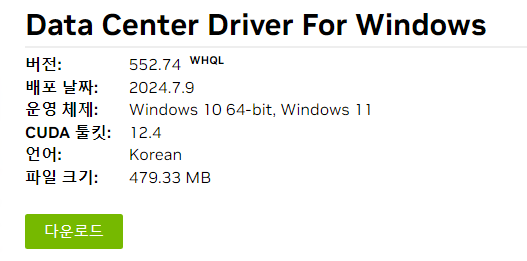 Data Center Driver For Windows
버전: 552.74 WHQL
배포 날짜: 2024.7.9
운영 체제: Windows 10 64-bit, Windows 11
CUDA 툴킷: 12.4
언어: Korean
파일 크기: 479.33 MB
다운로드